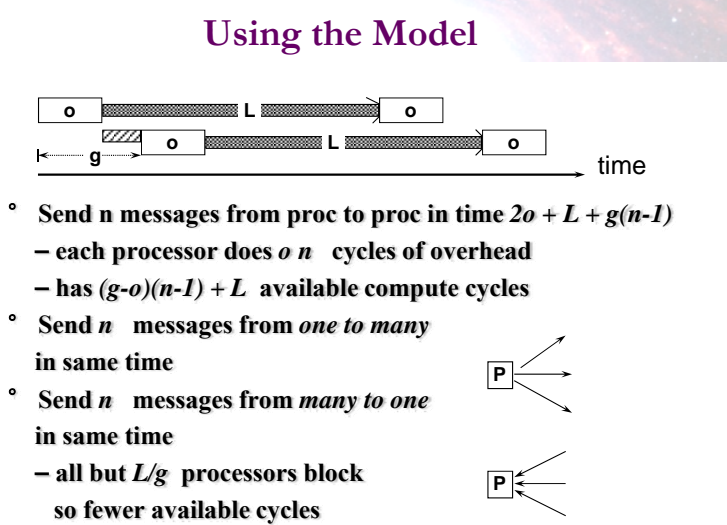 Using the Model
o L o
o L o
g
time
° Send n messages from proc to proc in time 2o + L + g(n-1)
– each processor does o n cycles of overhead
– has (g-o)(n-1) + L available compute cycles
° Send n messages from one to many
in same time
P
° Send n messages from many to one
in same time
– all but L/g processors block
so fewer available cycles
P